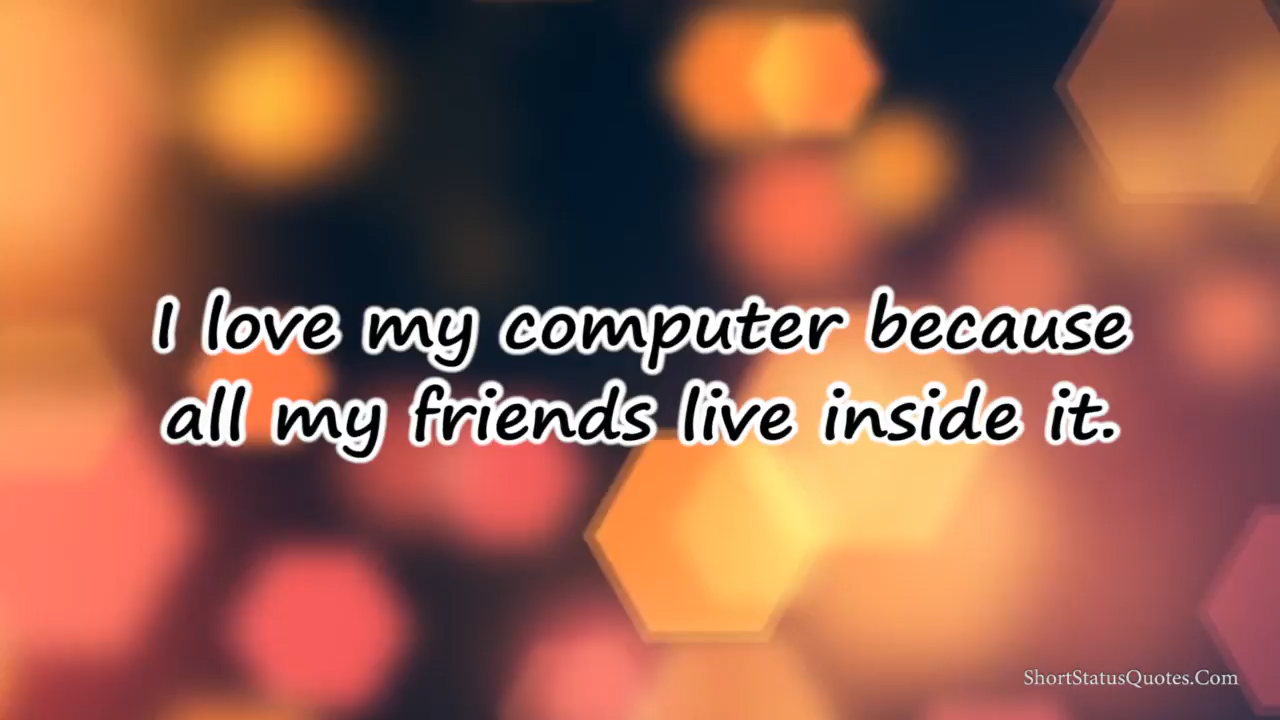 I love my computer because
all my friends live inside it.
ShortStatusQuotes.Com